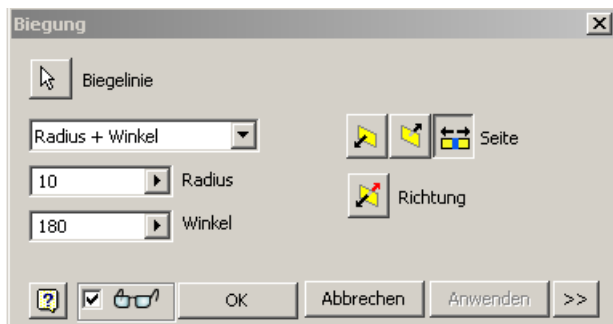 Biegung
Biegelinie
Radius + Winkel
Seite
10 Radius
Richtung
180 Winkel
OK Abbrechen Anwenden >>